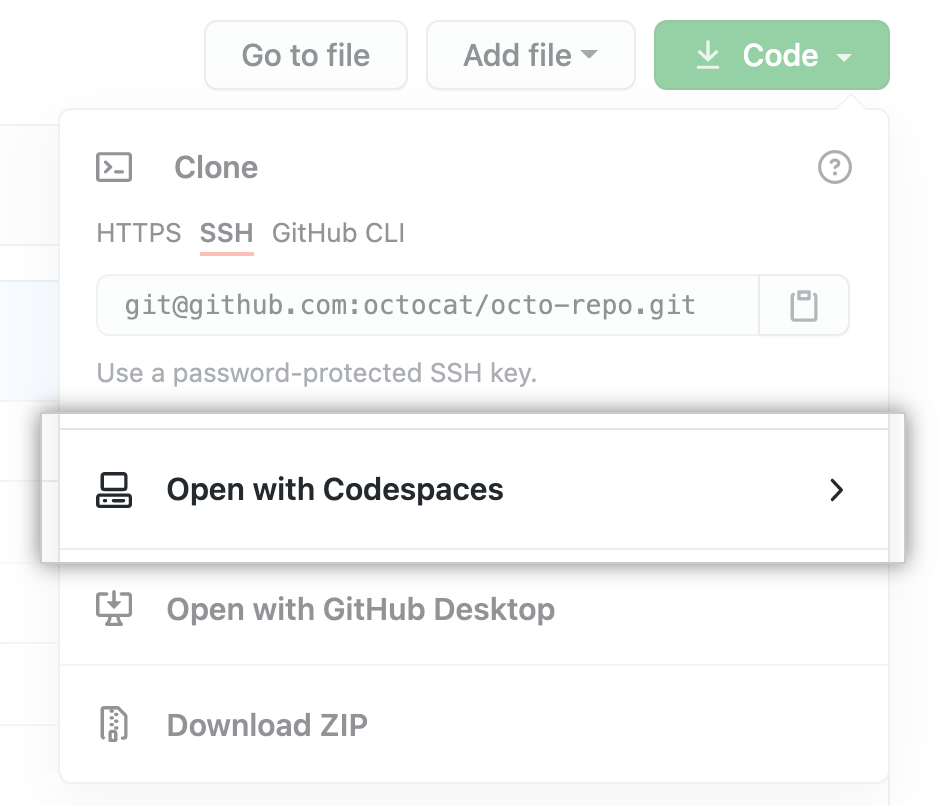 Go to file Add file Code
Clone
HTTPS SSH GitHub CLI
git@github.com:octocat/octo-repo.git
Use a password-protected SSH key.
Open with Codespaces
Open with GitHub Desktop
Download ZIP